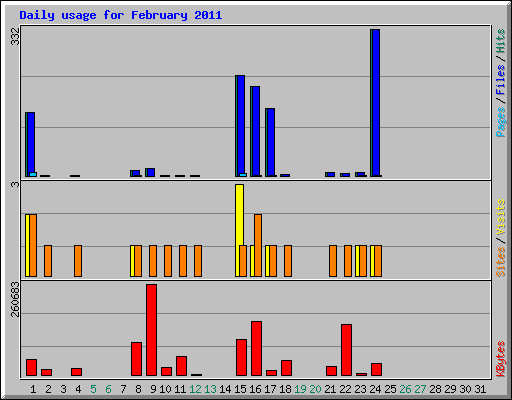 Daily usage for February 2011
332
3
260683
Pages/Files/Hits
Sites/Visits
KBytes
1 2 3 4 5 6 7 8 9 10 11 12 13 14 15 16 17 18 19 20 21 22 23 24 25 26 27 28 29 30 31